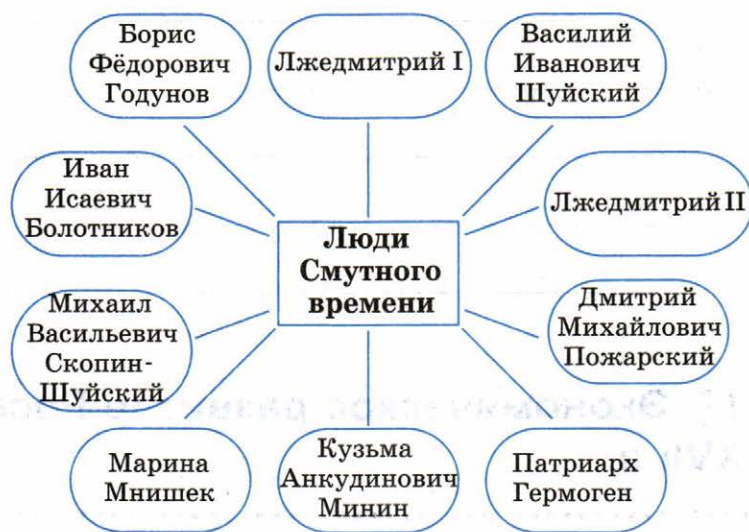 Борис
Фёдорович
Годунов
Лжедмитрий I
Василий
Иванович
Шуйский
Иван
Исаевич
Болотников
Лжедмитрий II
Люди
Смутного
времени
Михаил
Васильевич
Скопин-
Шуйский
Дмитрий
Михайлович
Пожарский
Марина
Мнишек
Кузьма
Анкудинович
Минин
Патриарх
Гермоген